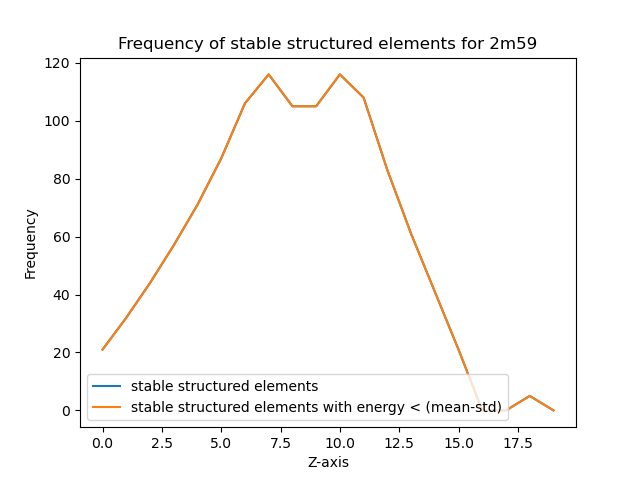 Frequency of stable structured elements for 2m59
120
100
80
60
40
20
0
Frequency
stable structured elements
stable structured elements with energy < (mean-std)
0.0 2.5 5.0 7.5 10.0 12.5 15.0 17.5
Z-axis